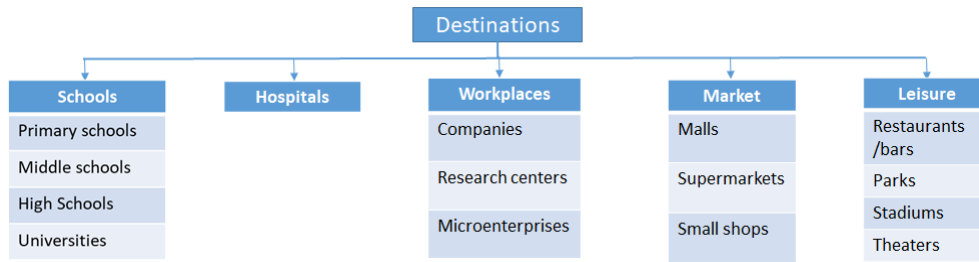 Destinations
Schools
Primary schools
Middle schools
High Schools
Universities
Hospitals
Workplaces
Companies
Research centers
Microenterprises
Market
Malls
Supermarkets
Small shops
Leisure
Restaurants
/bars
Parks
Stadiums
Theaters